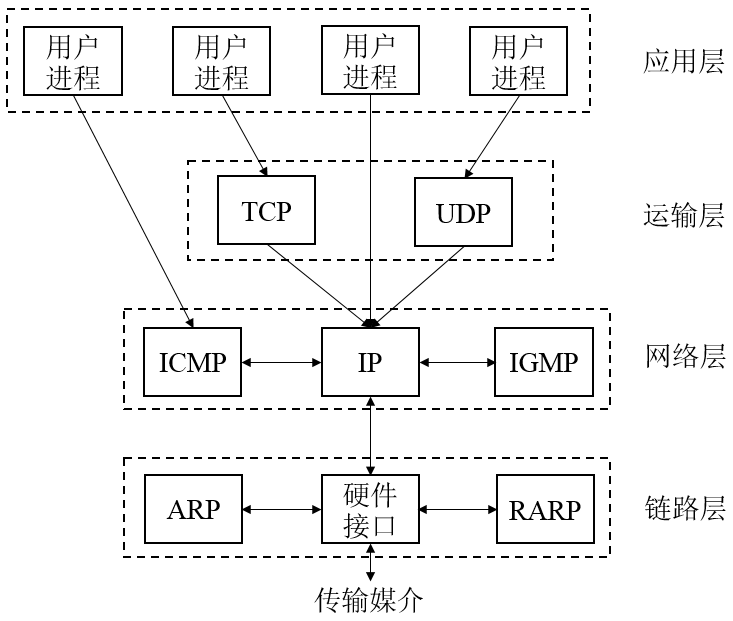 用户 用户 用户 用户
进程 进程 进程 进程
应用层
TCP UDP 运输层
ICMP IP IGMP 网络层
ARP 硬件 RARP 链路层
接口
传输媒介